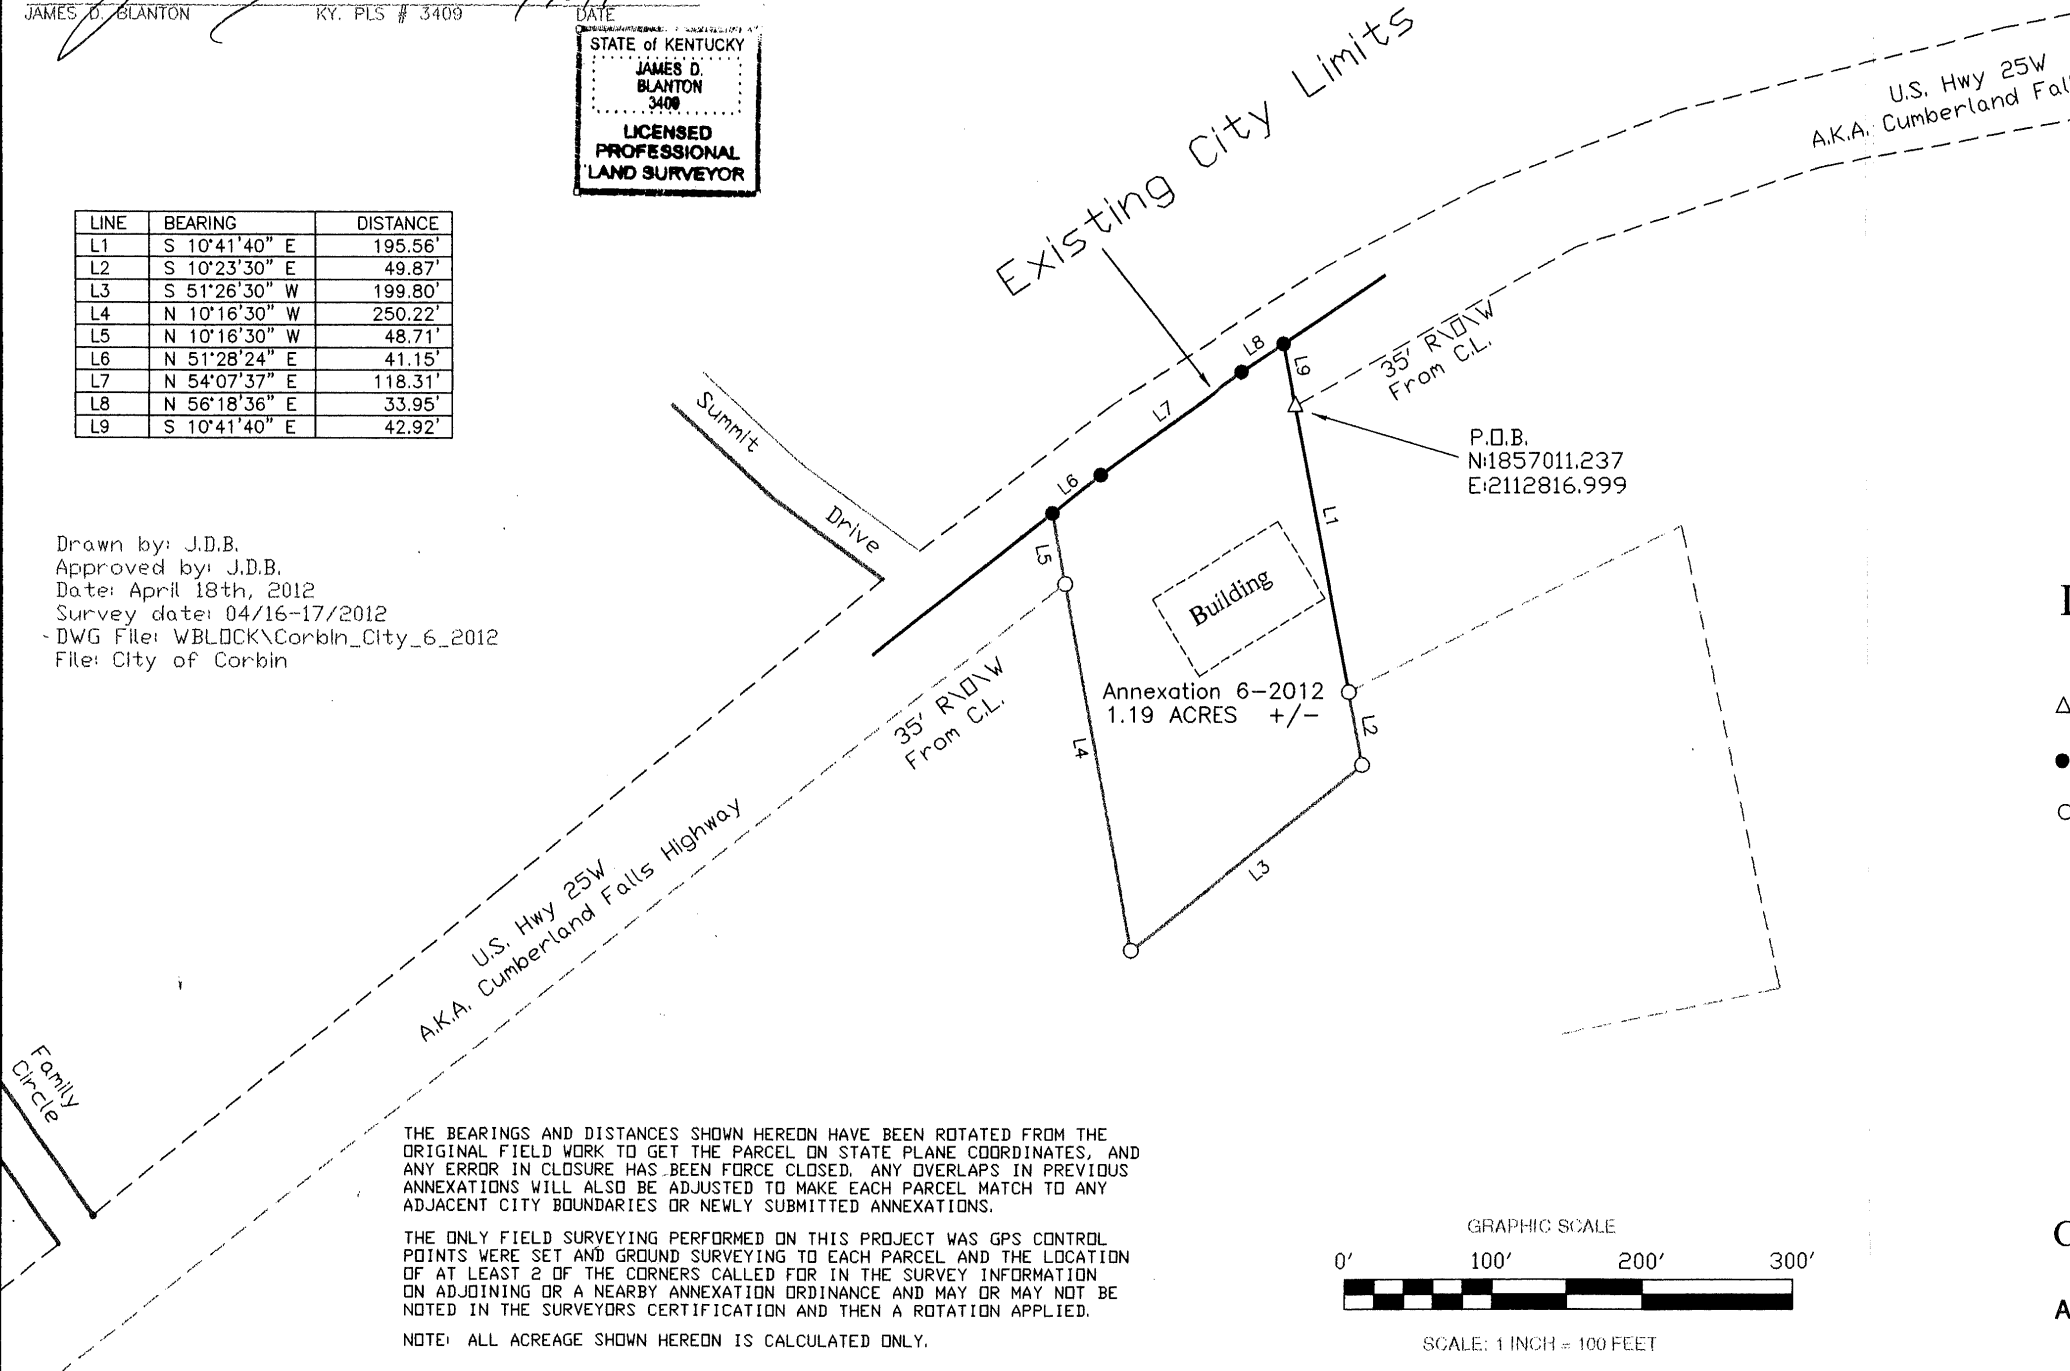 JAMES D. BLANTON KY. PLS # 3409 DATE
STATE of KENTUCKY
JAMES D.
BLANTON
3409
LICENSED
PROFESSIONAL
LAND SURVEYOR
LINE BEARING DISTANCE
L1 S 10°41'40" E 195.56'
L2 S 10°23'30" E 49.87'
L3 S 51°26'30" W 199.80'
L4 N 10°16'30" W 250.22'
L5 N 10°16'30" W 48.71'
L6 N 51°28'24" E 41.15'
L7 N 54°07'37" E 118.31'
L8 N 56°18'36" E 33.95'
L9 S 10°41'40" E 42.92'
Drawn by: J.D.B.
Approved by: J.D.B.
Date: April 18th, 2012
Survey date: 04/16-17/2012
DWG File: WBLOCK\Corbin_City_6_2012
File: City of Corbin
Existing City Limits
U.S. Hwy 25W
A.K.A. Cumberland
35' R\O\W
From C.L.
Summit
Drive
L8
L9
L7
L6
L5
L1
P.O.B.
N:1857011.237
E:2112816.999
Building
Annexation 6-2012
1.19 ACRES +/-
L2
L4
L3
35' R\O\W
From C.L.
U.S. Hwy 25W
A.K.A. Cumberland Falls Highway
Family
Circle
THE BEARINGS AND DISTANCES SHOWN HEREON HAVE BEEN ROTATED FROM THE
ORIGINAL FIELD WORK TO GET THE PARCEL ON STATE PLANE COORDINATES, AND
ANY ERROR IN CLOSURE HAS BEEN FORCE CLOSED. ANY OVERLAPS IN PREVIOUS
ANNEXATIONS WILL ALSO BE ADJUSTED TO MAKE EACH PARCEL MATCH TO ANY
ADJACENT CITY BOUNDARIES OR NEWLY SUBMITTED ANNEXATIONS.
THE ONLY FIELD SURVEYING PERFORMED ON THIS PROJECT WAS GPS CONTROL
POINTS WERE SET AND GROUND SURVEYING TO EACH PARCEL AND THE LOCATION
OF AT LEAST 2 OF THE CORNERS CALLED FOR IN THE SURVEY INFORMATION
ON ADJOINING OR A NEARBY ANNEXATION ORDINANCE AND MAY OR MAY NOT BE
NOTED IN THE SURVEYORS CERTIFICATION AND THEN A ROTATION APPLIED.
NOTE: ALL ACREAGE SHOWN HEREON IS CALCULATED ONLY.
GRAPHIC SCALE
0' 100' 200' 300'
SCALE: 1 INCH = 100 FEET